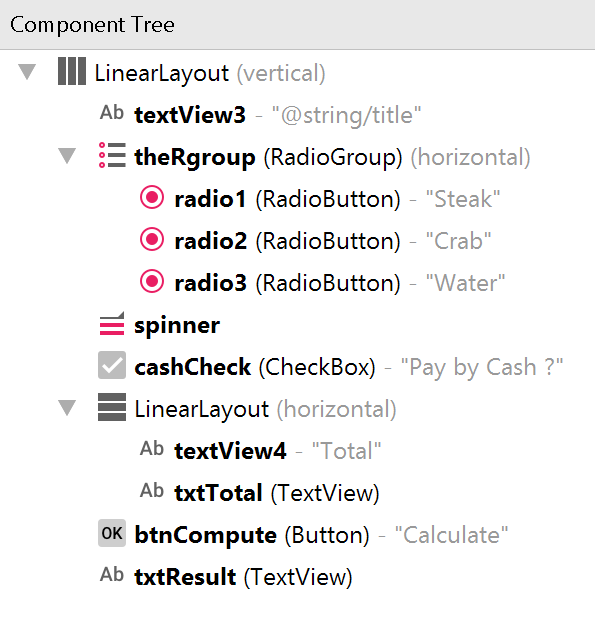 Component Tree
LinearLayout (vertical)
Ab textView3 - "@string/title"
theRgroup (RadioGroup) (horizontal)
radio1 (RadioButton) - "Steak"
radio2 (RadioButton) - "Crab"
radio3 (RadioButton) - "Water"
spinner
cashCheck (CheckBox) - "Pay by Cash ?"
LinearLayout (horizontal)
Ab textView4 - "Total"
Ab txtTotal (TextView)
OK btnCompute (Button) - "Calculate"
Ab txtResult (TextView)